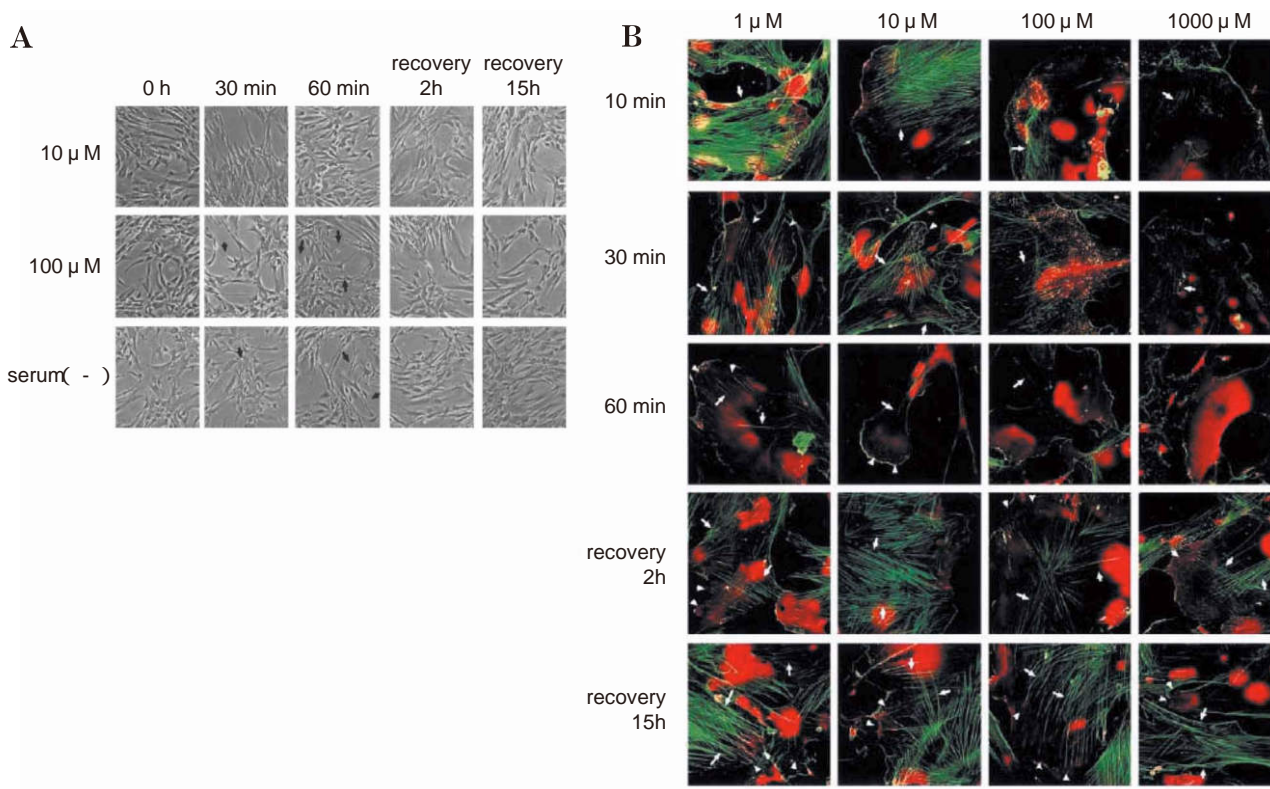 A
recovery recovery
0 h 30 min 60 min 2h 15h
10 μ M
100 μ M
serum( - )
B
1 μ M 10 μ M 100 μ M 1000 μ M
10 min
30 min
60 min
recovery
2h
recovery
15h